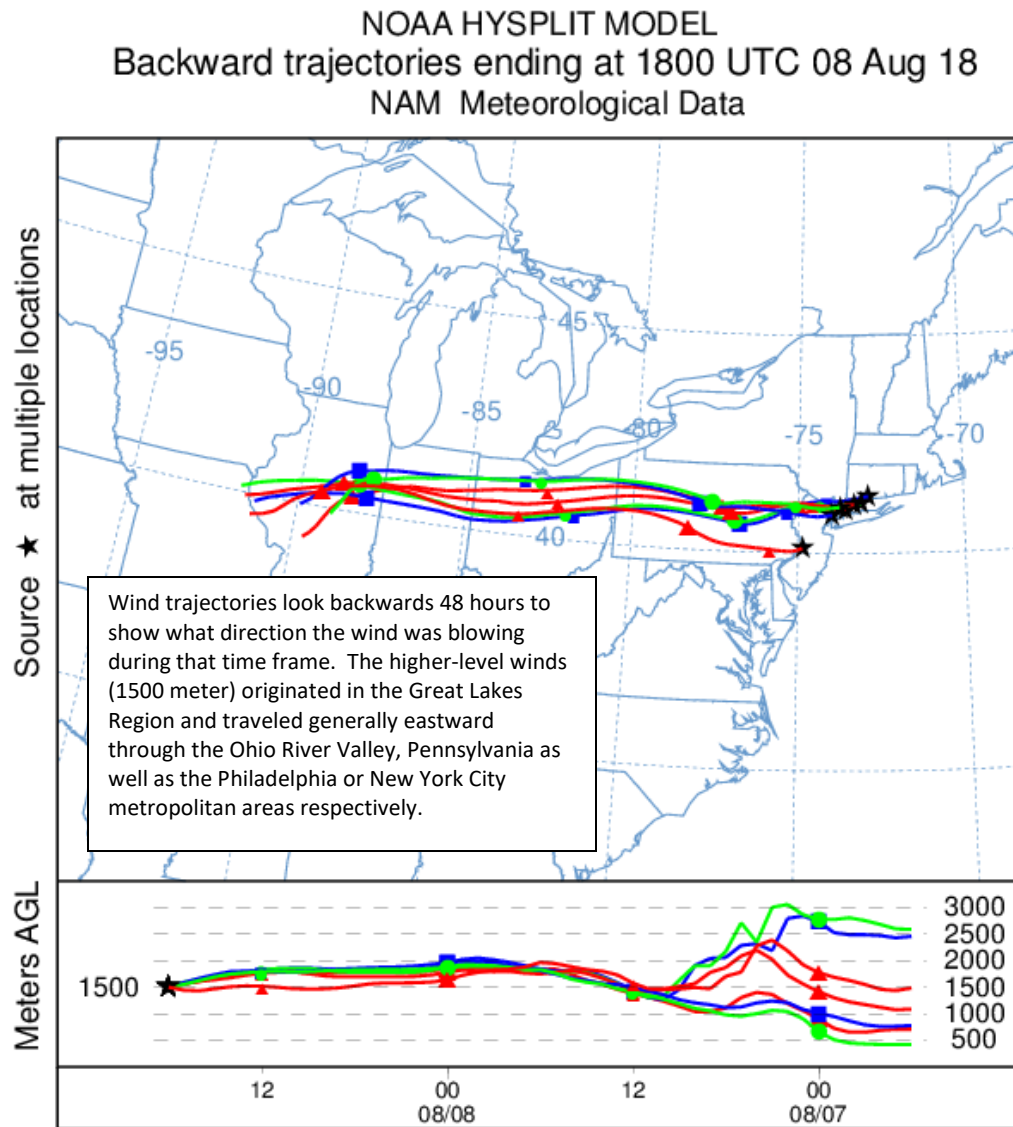 NOAA HYSPLIT MODEL
Backward trajectories ending at 1800 UTC 08 Aug 18
NAM Meteorological Data
Source ★ at multiple locations
45
-95
-90
-85
-80
-75
-70
40
Wind trajectories look backwards 48 hours to
show what direction the wind was blowing
during that time frame. The higher-level winds
(1500 meter) originated in the Great Lakes
Region and traveled generally eastward
through the Ohio River Valley, Pennsylvania as
well as the Philadelphia or New York City
metropolitan areas respectively.
Meters AGL
1500
3000
2500
2000
1500
1000
500
12 00 12 00
08/08 08/07